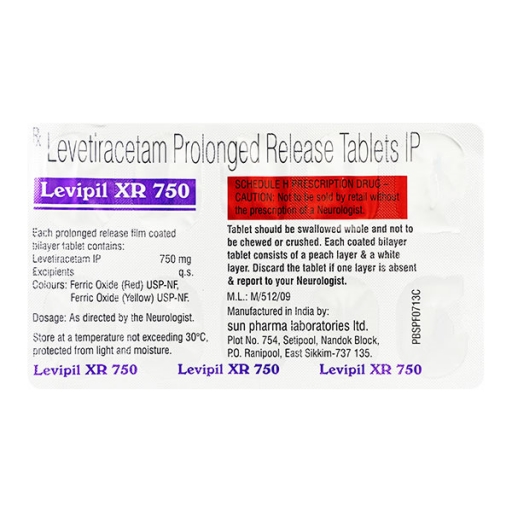 Rx
Levetiracetam Prolonged Release Tablets IP
Levipil XR 750
Each prolonged release film coated
bilayer tablet contains:
Levetiracetam IP 750 mg
Excipients q.s.
Colours: Ferric Oxide (Red) USP-NF,
Ferric Oxide (Yellow) USP-NF.
Dosage: As directed by the Neurologist.
Store at a temperature not exceeding 30°C,
protected from light and moisture.
SCHEDULE H PRESCRIPTION DRUG –
CAUTION: Not to be sold by retail without
the prescription of a Neurologist.
Tablet should be swallowed whole and not to
be chewed or crushed. Each coated bilayer
tablet consists of a peach layer & a white
layer. Discard the tablet if one layer is absent
& report to your Neurologist.
M.L.: M/512/09
Manufactured in India by:
sun pharma laboratories ltd.
Plot No. 754, Setipool, Nandok Block,
P.O. Ranipool, East Sikkim-737 135.
PBSPF0713C
Levipil XR 750 Levipil XR 750 Levipil XR 750